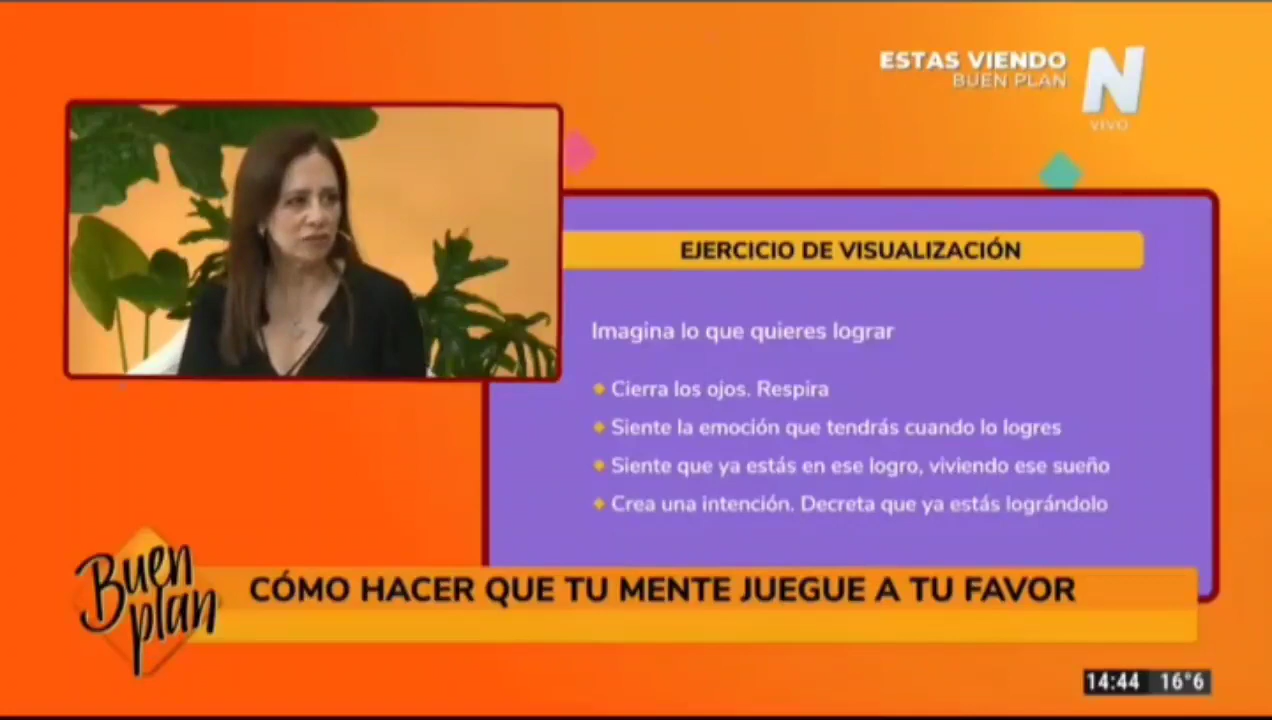 ESTAS VIENDO
BUEN PLAN
N
VIVO
EJERCICIO DE VISUALIZACIÓN
Imagina lo que quieres lograr
Cierra los ojos. Respira
Siente la emoción que tendrás cuando lo logres
Siente que ya estás en ese logro, viviendo ese sueño
Crea una intención. Decreta que ya estás lográndolo
Buen
plan
CÓMO HACER QUE TU MENTE JUEGUE A TU FAVOR
14:44 16°6